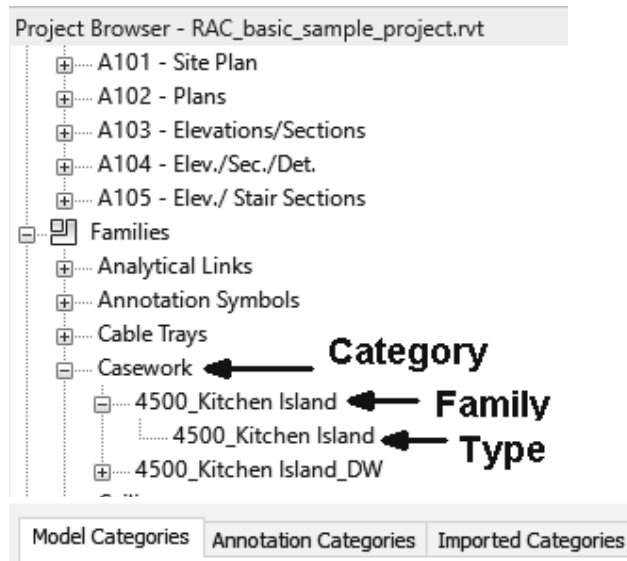 Project Browser - RAC_basic_sample_project.rvt
A101 - Site Plan
A102 - Plans
A103 - Elevations/Sections
A104 - Elev./Sec./Det.
A105 - Elev./ Stair Sections
Families
Analytical Links
Annotation Symbols
Cable Trays
Casework Category
4500_Kitchen Island Family
4500_Kitchen Island Type
4500_Kitchen Island_DW
Model Categories Annotation Categories Imported Categories